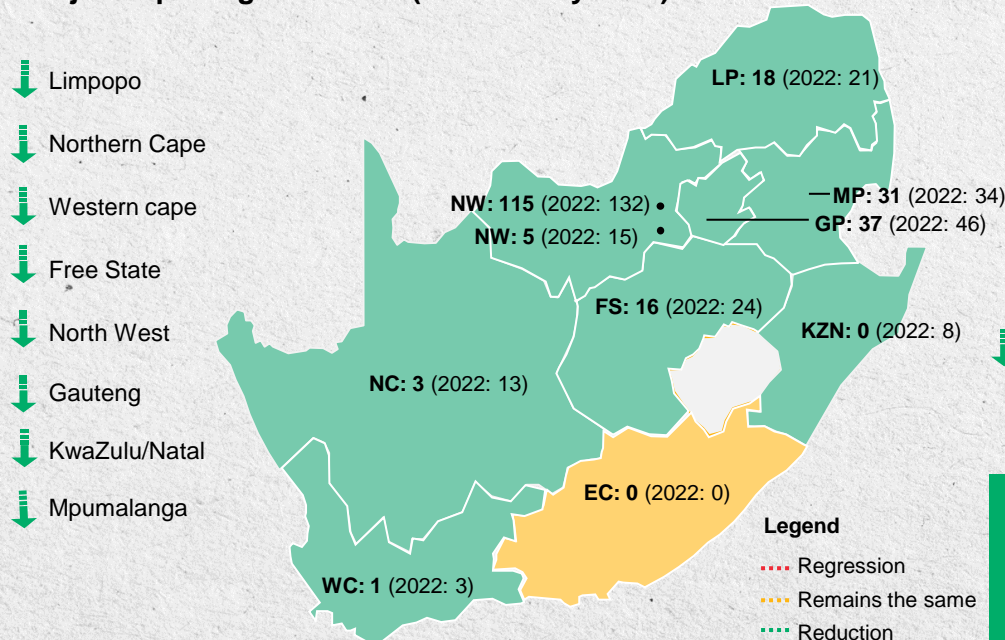 Limpopo
Northern Cape
Western cape
Free State
North West
Gauteng
KwaZulu/Natal
Mpumalanga
LP: 18 (2022: 21)
MP: 31 (2022: 34)
GP: 37 (2022: 46)
NW: 115 (2022: 132)
NW: 5 (2022: 15)
FS: 16 (2022: 24)
KZN: 0 (2022: 8)
NC: 3 (2022: 13)
EC: 0 (2022: 0)
WC: 1 (2022: 3)
Legend
Regression
Remains the same
Reduction